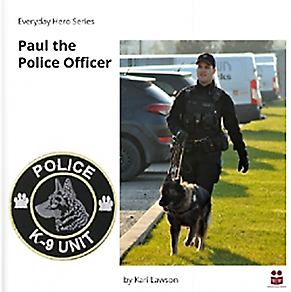 Everyday Hero Series
Paul the
Police Officer
POLICE
K-9 UNIT
by Kari Lawson